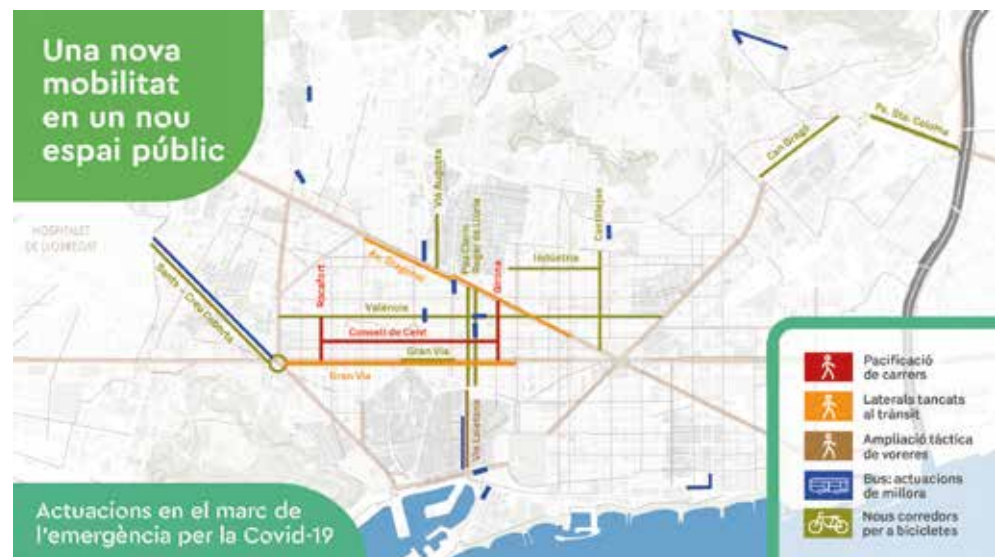 Una nova
mobilitat
en un nou
espai públic
Ps. Sta. Coloma
Can Dragó
HOSPITALET
DE LLOBREGAT
Via Augusta
Pau Claris
Roger de Llúria
Castillejos
Av. Diagonal
Indústria
Sants - Creu Coberta
Rocafort
Girona
València
Consell de Cent
Gran Via
Gran Via
Via Laietana
Pacificació
de carrers
Laterals tancats
al trànsit
Ampliació tàctica
de voreres
Bus: actuacions
de millora
Nous corredors
per a bicicletes
Actuacions en el marc de
l'emergència per la Covid-19